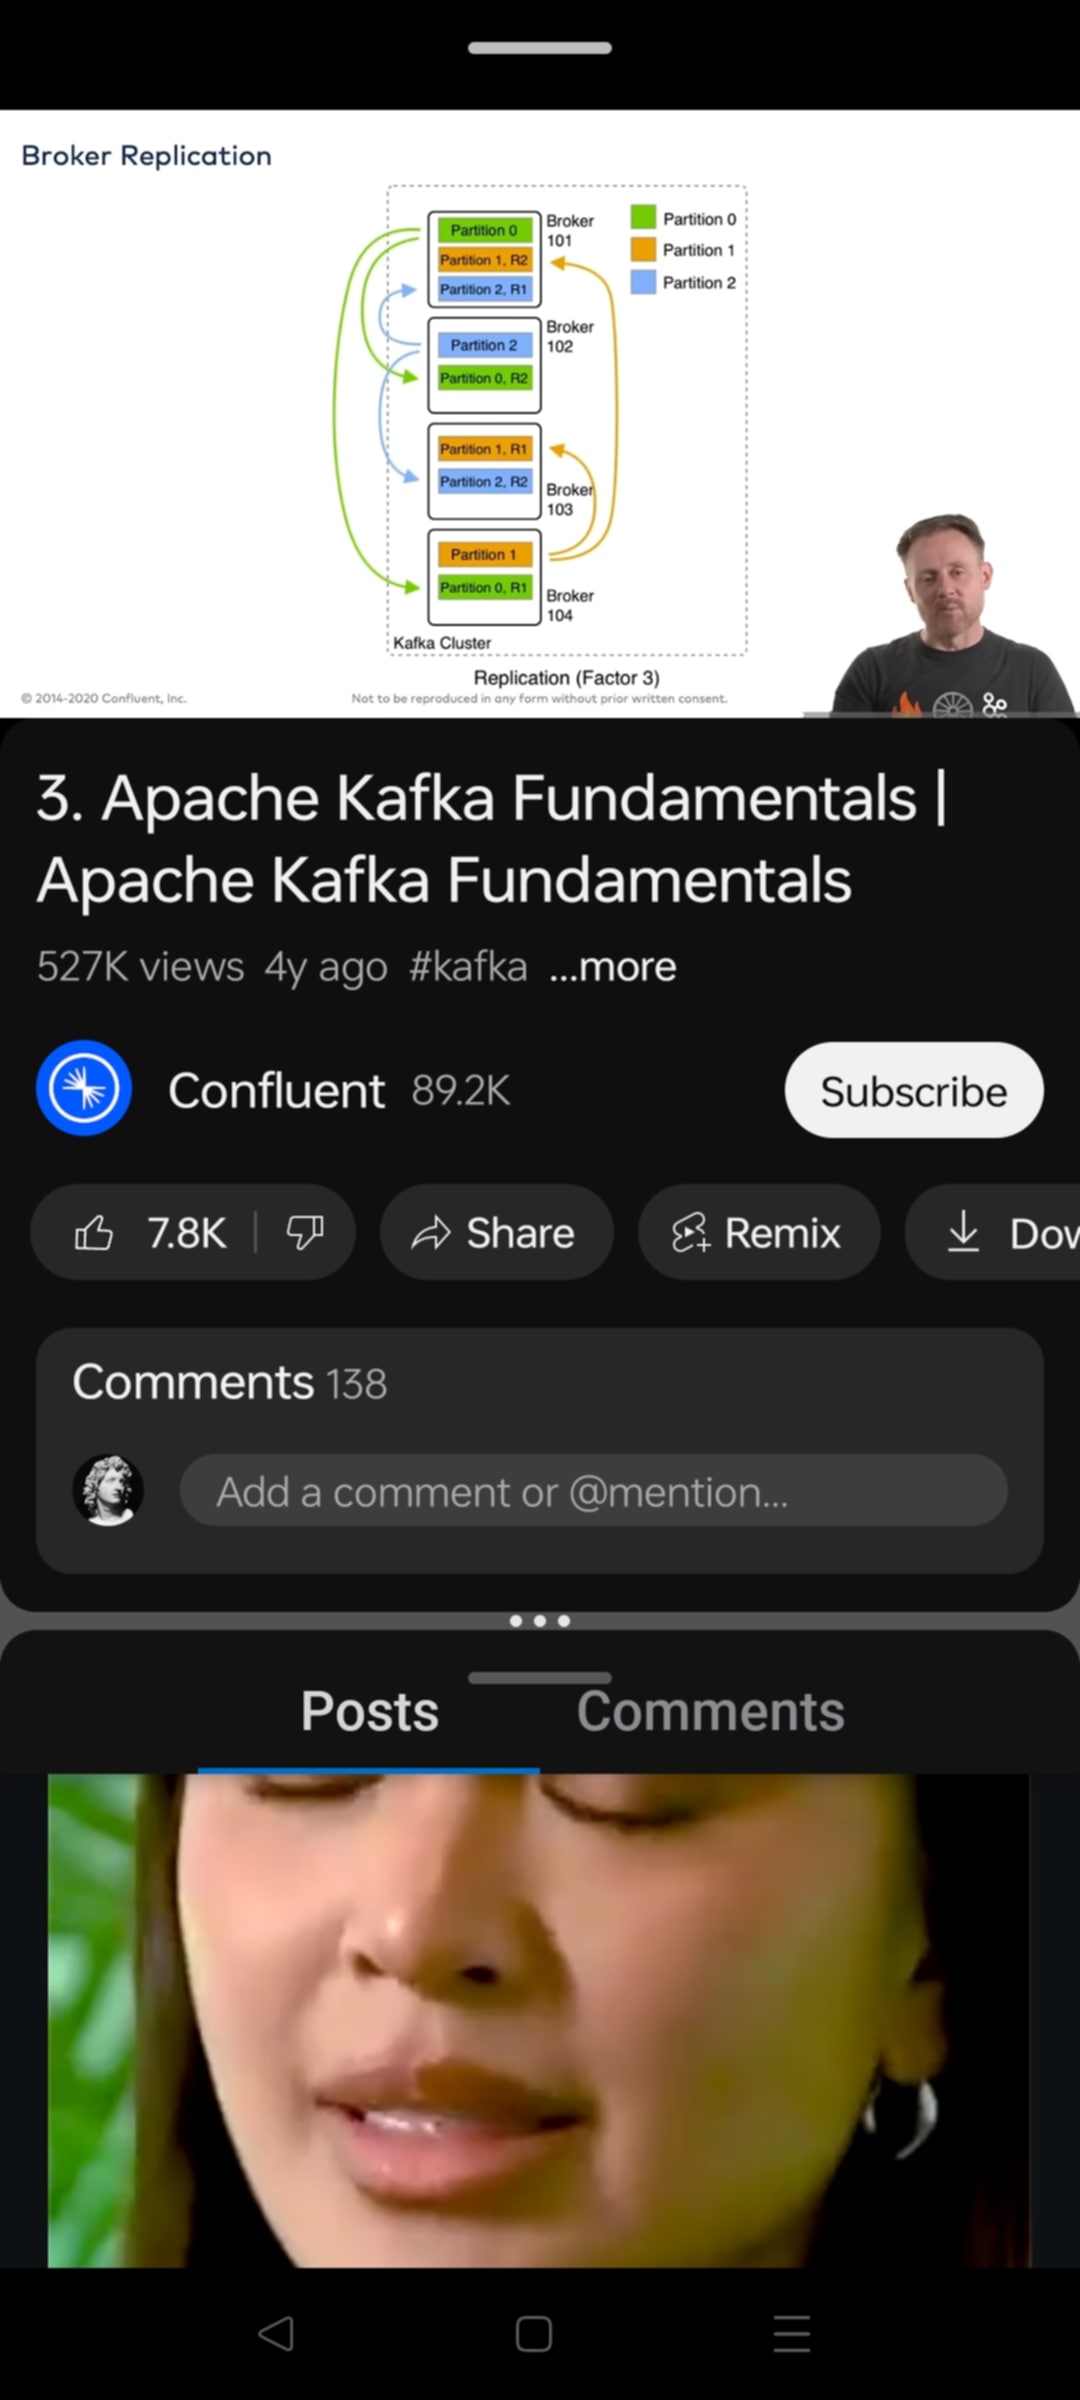 Broker Replication
Partition 0
Partition 1, R2
Partition 2, R1
Broker
101
Partition 0
Partition 1
Partition 2
Partition 2
Partition 0, R2
Broker
102
Partition 1, R1
Partition 2, R2
Broker
103
Partition 1
Partition 0, R1
Broker
104
Kafka Cluster
Replication (Factor 3)
© 2014-2020 Confluent, Inc.
Not to be reproduced in any form without prior written consent.
3. Apache Kafka Fundamentals |
Apache Kafka Fundamentals
527K views 4y ago #kafka ...more
Confluent 89.2K
Subscribe
7.8K
Share
Remix
Dow
Comments 138
Add a comment or @mention...
Posts
Comments